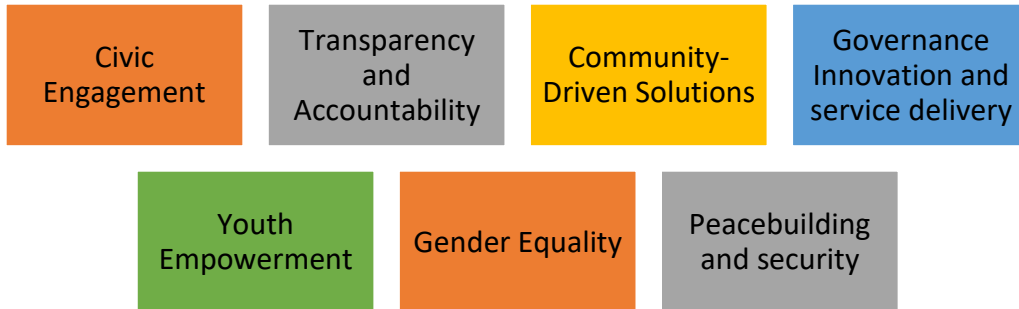 Civic
Engagement
Transparency
and
Accountability
Community-
Driven Solutions
Governance
Innovation and
service delivery
Youth
Empowerment
Gender Equality
Peacebuilding
and security